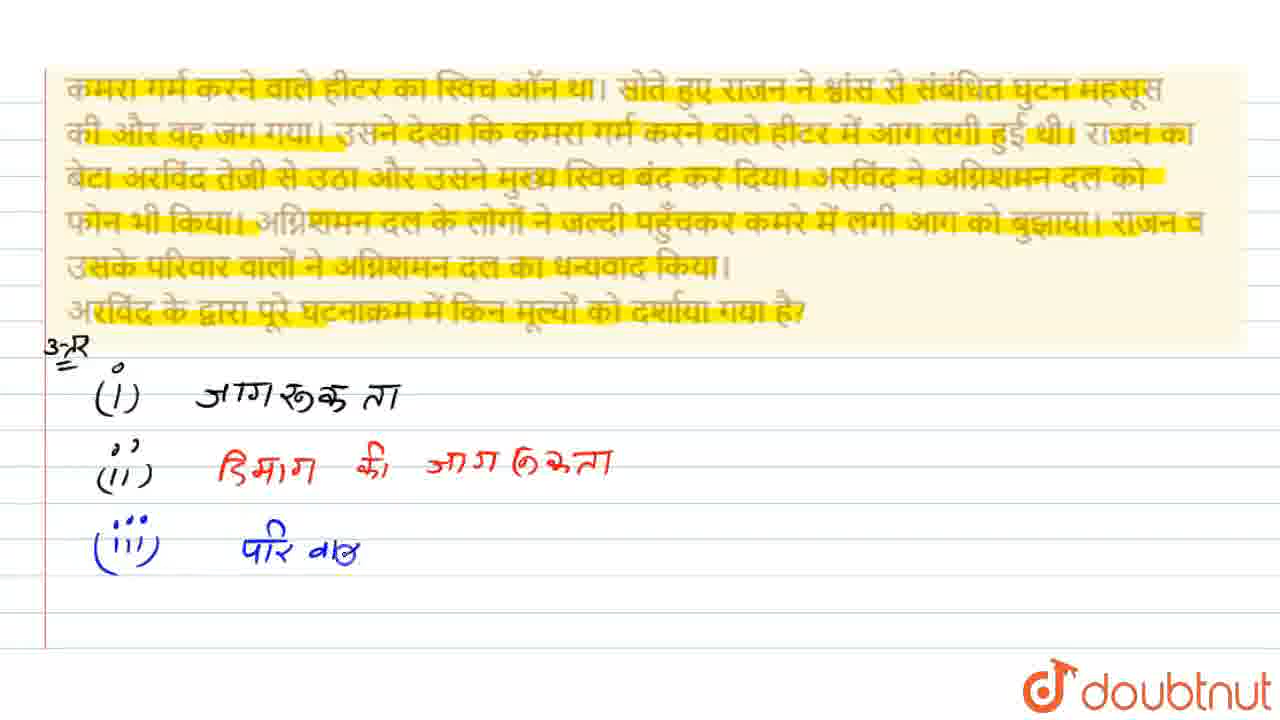 कमरा गर्म करने वाले हीटर का स्विच ऑन था। सोते हुए राजन ने श्वांस से संबंधित घुटन महसूस
की और वह जग गया। उसने देखा कि कमरा गर्म करने वाले हीटर में आग लगी हुई थी। राजन का
बेटा अरविंद तेजी से उठा और उसने मुख्य स्विच बंद कर दिया। अरविंद ने अग्निशमन दल को
फोन भी किया। अग्निशमन दल के लोगों ने जल्दी पहुँचकर कमरे में लगी आग को बुझाया। राजन व
उसके परिवार वालों ने अग्निशमन दल का धन्यवाद किया।
अरविंद के द्वारा पूरे घटनाक्रम में किन मूल्यों को दर्शाया गया है?
उत्तर
(i) जागरूकता
(ii) दिमाग की जागरूकता
(iii) परिवार
doubtnut